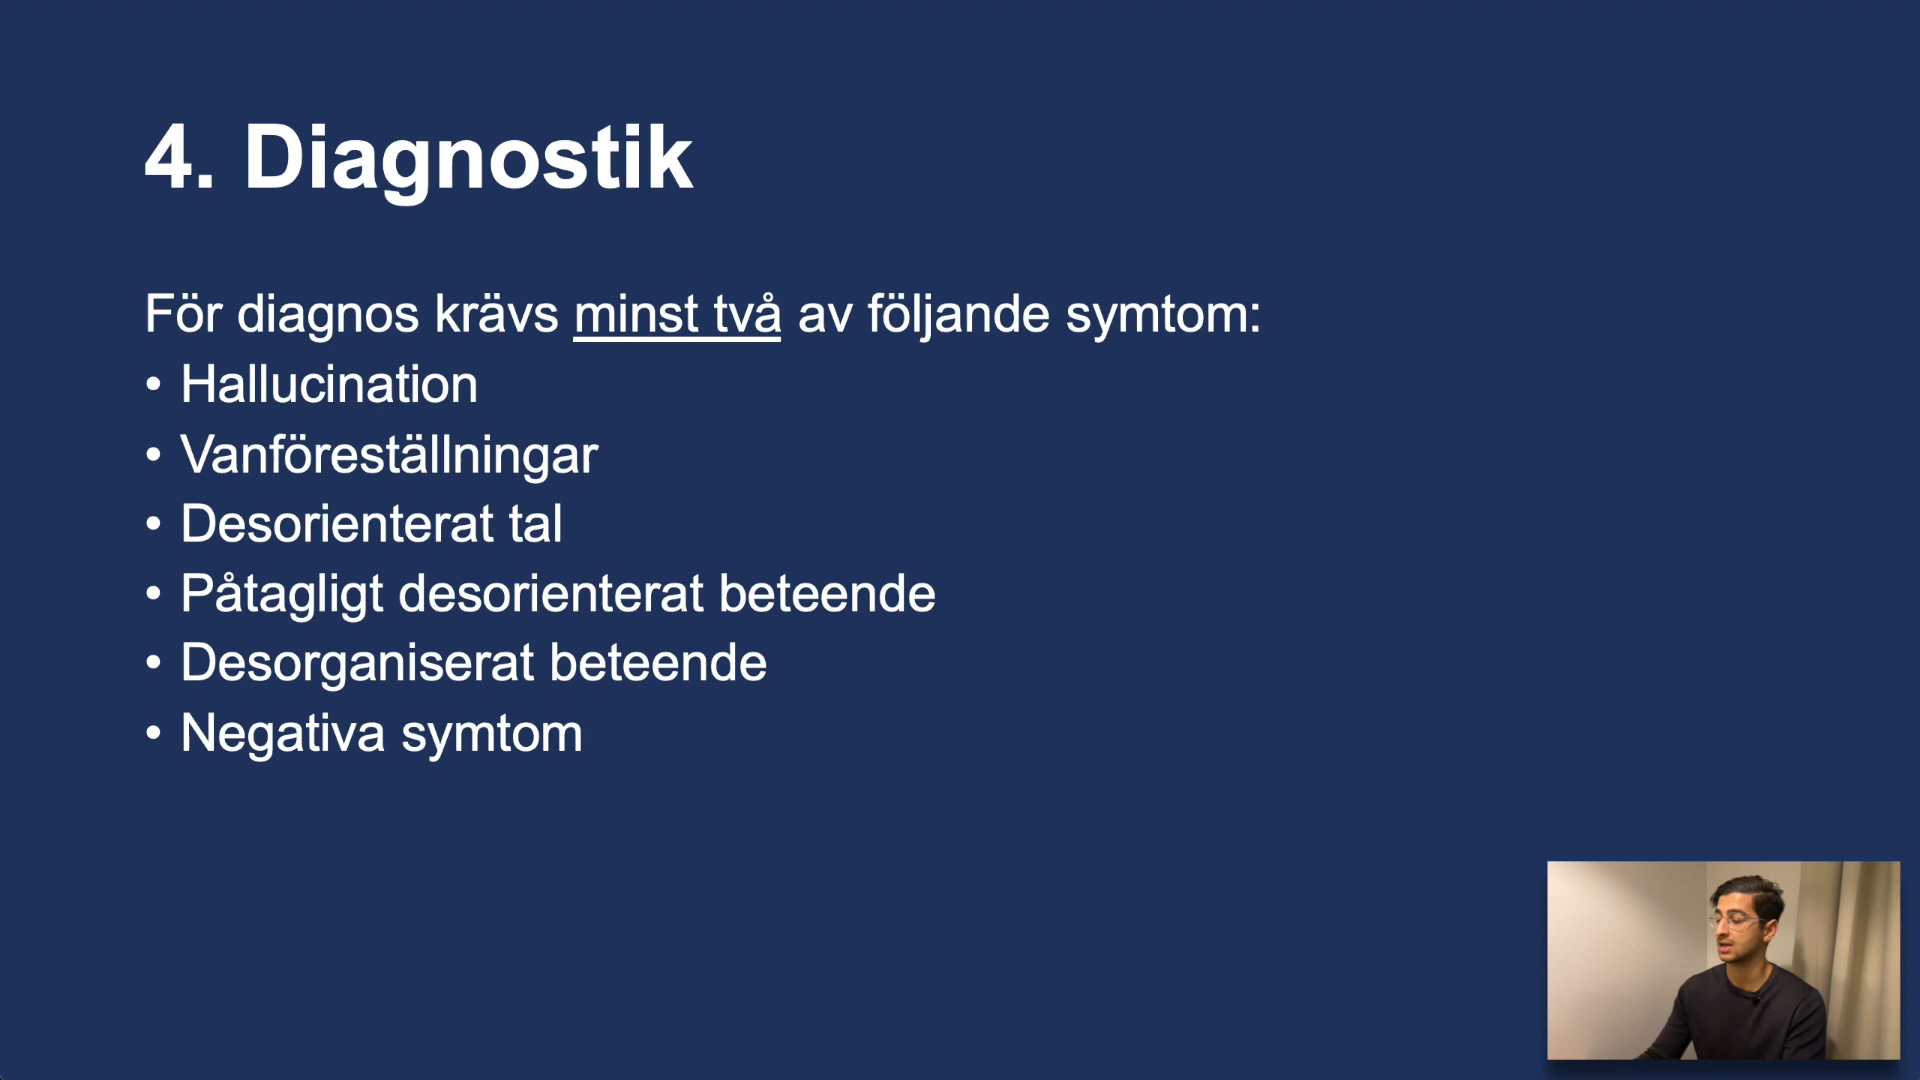 4. Diagnostik
För diagnos krävs minst två av följande symtom:
• Hallucination
• Vanföreställningar
• Desorienterat tal
• Påtagligt desorienterat beteende
• Desorganiserat beteende
• Negativa symtom